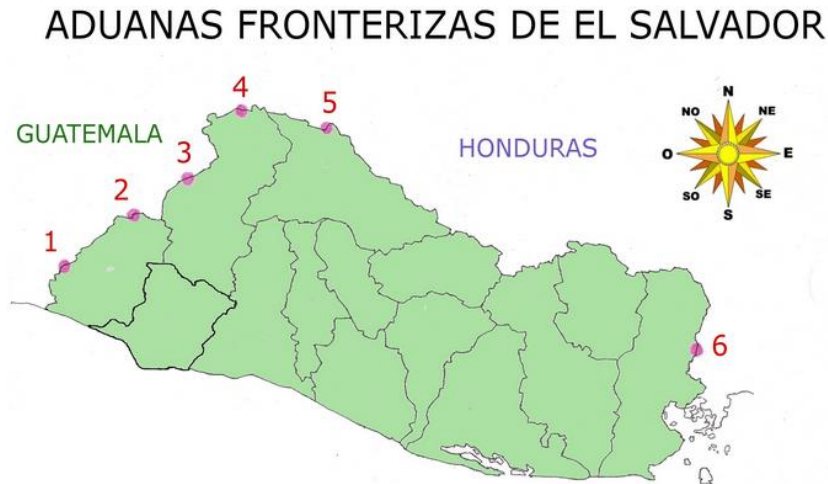 ADUANAS FRONTERIZAS DE EL SALVADOR
4
5
GUATEMALA
HONDURAS
3
2
1
6
N
NO
NE
O
E
SO
SE
S